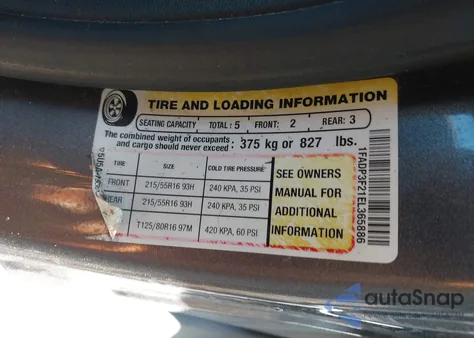 TIRE AND LOADING INFORMATION
SEATING CAPACITY TOTAL : 5 FRONT: 2 REAR: 3
The combined weight of occupants
and cargo should never exceed : 375 kg or 827 lbs.
TIRE SIZE COLD TIRE PRESSURE
FRONT 215/55R16 93H 240 KPA, 35 PSI
REAR 215/55R16 93H 240 KPA, 35 PSI
T125/80R16 97M 420 KPA, 60 PSI
SEE OWNERS
MANUAL FOR
ADDITIONAL
INFORMATION
1FADP3F21EL365886
autoSnap